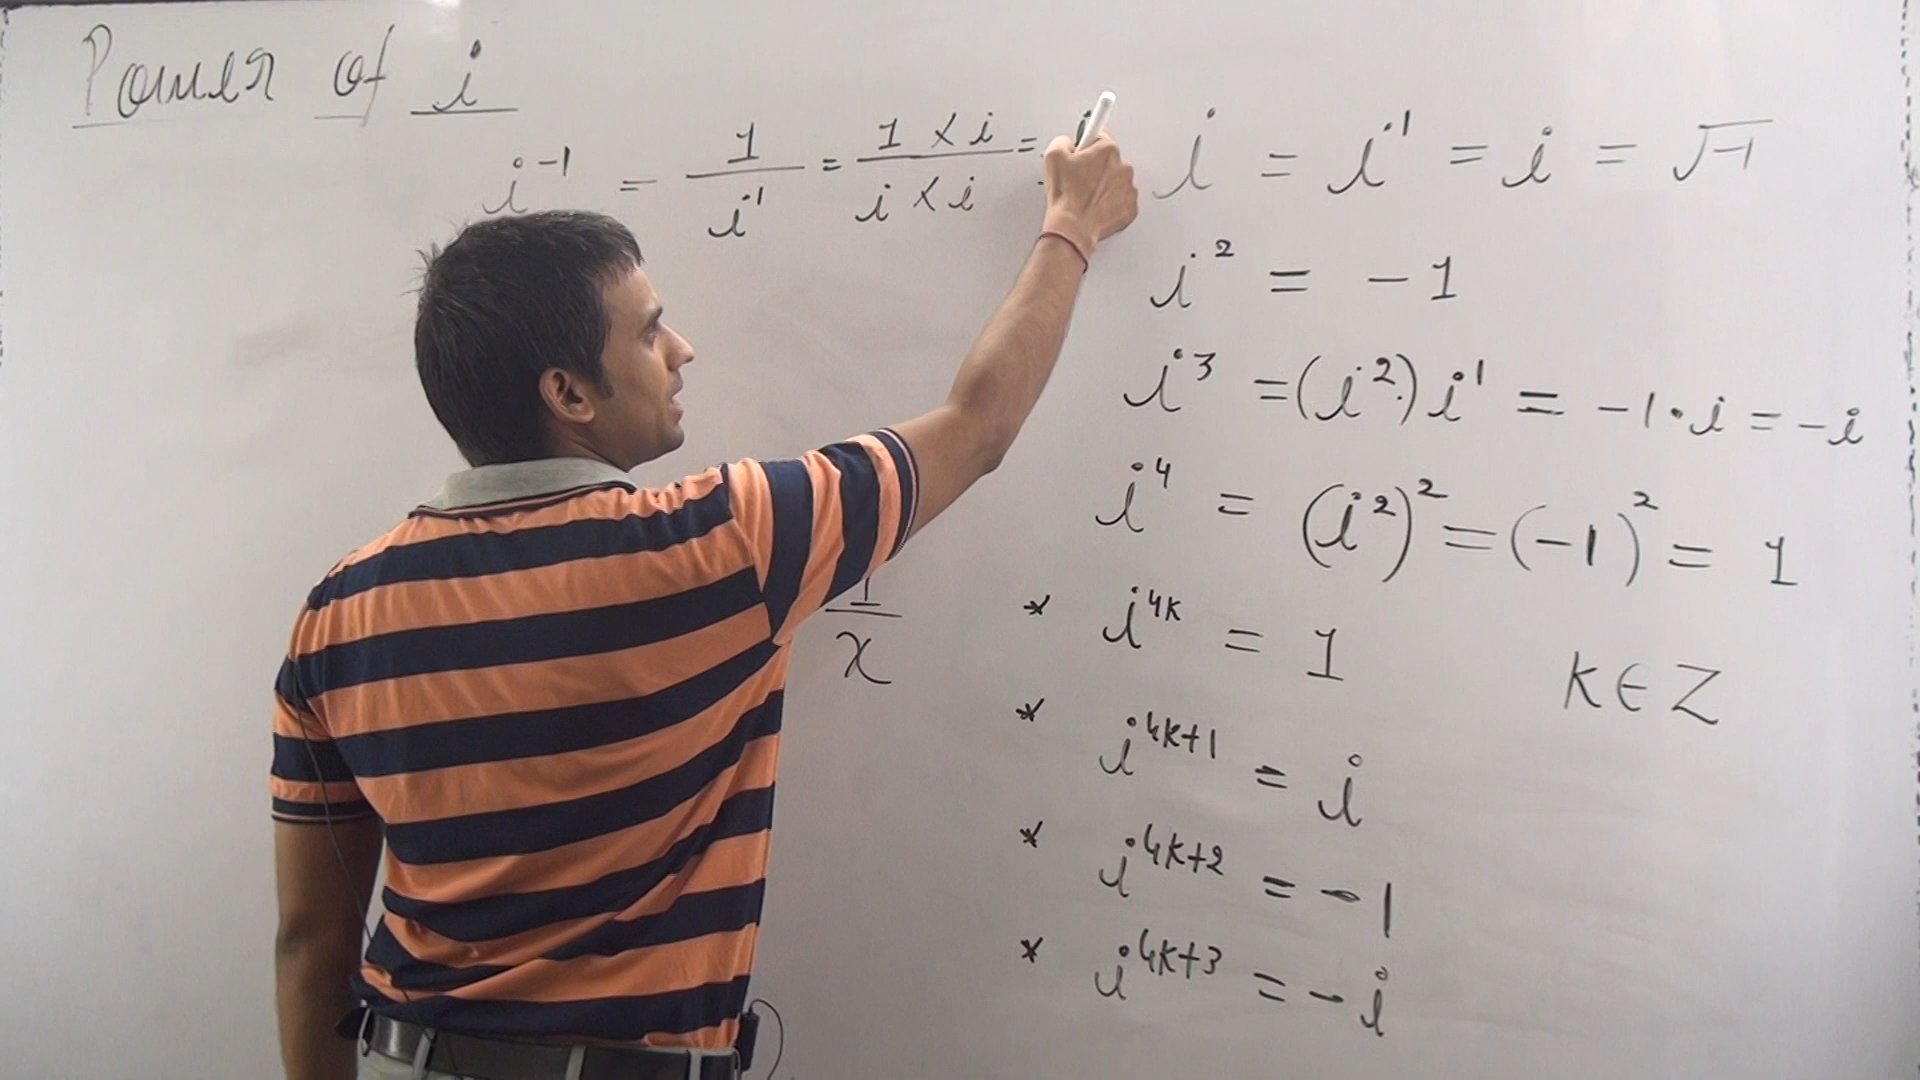 Power of i
i⁻¹ = 1/i¹ = (1 × i)/(i × i) = i
i = i¹ = i = √-1
i² = -1
i³ = (i²·) i¹ = -1 · i = -i
i⁴ = (i²)² = (-1)² = 1
1/x
* i⁴ᴷ = 1
K ∈ Z
* i⁴ᴷ⁺¹ = i
* i⁴ᴷ⁺² = -1
* i⁴ᴷ⁺³ = -i